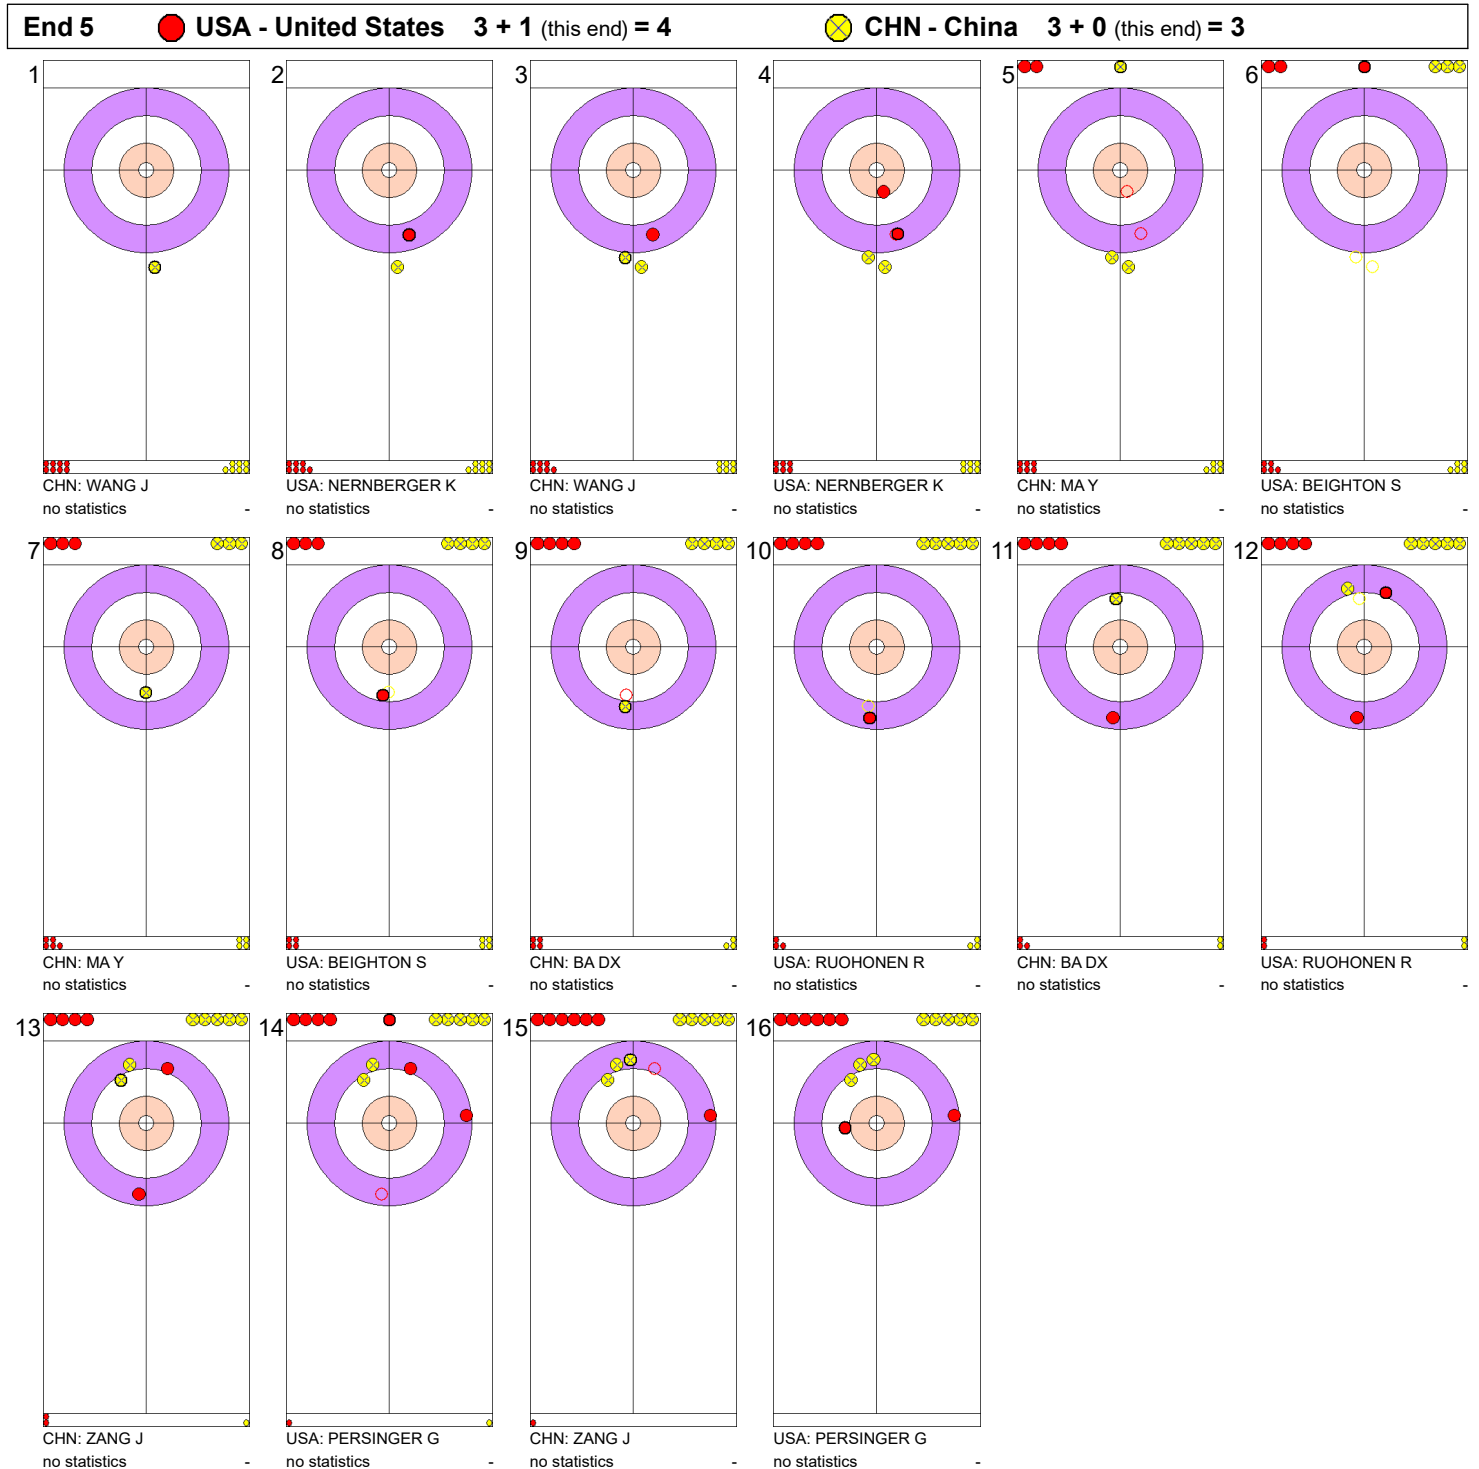 End 5 USA - United States 3 + 1 (this end) = 4 CHN - China 3 + 0 (this end) = 3
1 2 3 4 5 6
CHN: WANG J USA: NERNBERGER K CHN: WANG J USA: NERNBERGER K CHN: MA Y USA: BEIGHTON S
no statistics - no statistics - no statistics - no statistics - no statistics - no statistics -
7 8 9 10 11 12
CHN: MA Y USA: BEIGHTON S CHN: BA DX USA: RUOHONEN R CHN: BA DX USA: RUOHONEN R
no statistics - no statistics - no statistics - no statistics - no statistics - no statistics -
13 14 15 16
CHN: ZANG J USA: PERSINGER G CHN: ZANG J USA: PERSINGER G
no statistics - no statistics - no statistics - no statistics -